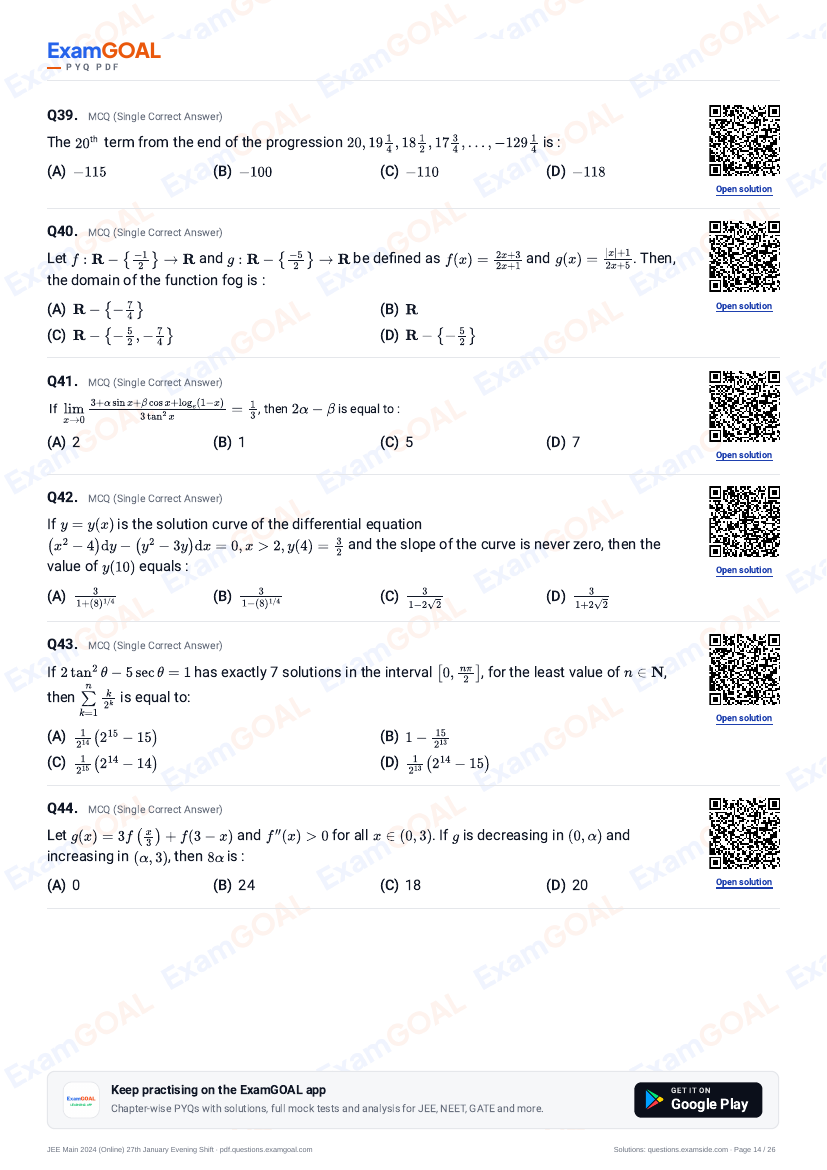 ExamGOAL
PYQ PDF
Q39. MCQ (Single Correct Answer)
The 20^th term from the end of the progression 20, 19 1/4, 18 1/2, 17 3/4, …, −129 1/4 is :
(A) −115 (B) −100 (C) −110 (D) −118
Open solution
Q40. MCQ (Single Correct Answer)
Let f : R − {−1/2} → R and g : R − {−5/2} → R be defined as f(x) = (2x+3)/(2x+1) and g(x) = (|x|+1)/(2x+5). Then,
the domain of the function fog is :
(A) R − {−7/4} (B) R
(C) R − {−5/2, −7/4} (D) R − {−5/2}
Open solution
Q41. MCQ (Single Correct Answer)
If lim_{x→0} (3+α sin x+β cos x+log_e(1−x))/(3 tan² x) = 1/3, then 2α − β is equal to :
(A) 2 (B) 1 (C) 5 (D) 7
Open solution
Q42. MCQ (Single Correct Answer)
If y = y(x) is the solution curve of the differential equation
(x² − 4)dy − (y² − 3y)dx = 0, x > 2, y(4) = 3/2 and the slope of the curve is never zero, then the
value of y(10) equals :
(A) 3/(1+(8)^{1/4}) (B) 3/(1−(8)^{1/4}) (C) 3/(1−2√2) (D) 3/(1+2√2)
Open solution
Q43. MCQ (Single Correct Answer)
If 2 tan² θ − 5 sec θ = 1 has exactly 7 solutions in the interval [0, nπ/2], for the least value of n ∈ N,
then ∑_{k=1}^{n} k/2^k is equal to:
(A) 1/2^14 (2^15 − 15) (B) 1 − 15/2^13
(C) 1/2^15 (2^14 − 14) (D) 1/2^13 (2^14 − 15)
Open solution
Q44. MCQ (Single Correct Answer)
Let g(x) = 3f(x/3) + f(3 − x) and f″(x) > 0 for all x ∈ (0, 3). If g is decreasing in (0, α) and
increasing in (α, 3), then 8α is :
(A) 0 (B) 24 (C) 18 (D) 20
Open solution
ExamGOAL
Keep practising on the ExamGOAL app
Chapter-wise PYQs with solutions, full mock tests and analysis for JEE, NEET, GATE and more.
GET IT ON
Google Play
JEE Main 2024 (Online) 27th January Evening Shift · pdf.questions.examgoal.com
Solutions: questions.examside.com · Page 14 / 26